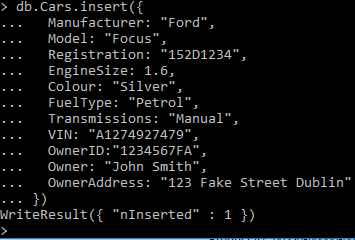 > db.Cars.insert({
...   Manufacturer: "Ford",
...   Model: "Focus",
...   Registration: "152D1234",
...   EngineSize: 1.6,
...   Colour: "Silver",
...   FuelType: "Petrol",
...   Transmissions: "Manual",
...   VIN: "A1274927479",
...   OwnerID:"1234567FA",
...   Owner: "John Smith",
...   OwnerAddress: "123 Fake Street Dublin"
... })
WriteResult({ "nInserted" : 1 })
>